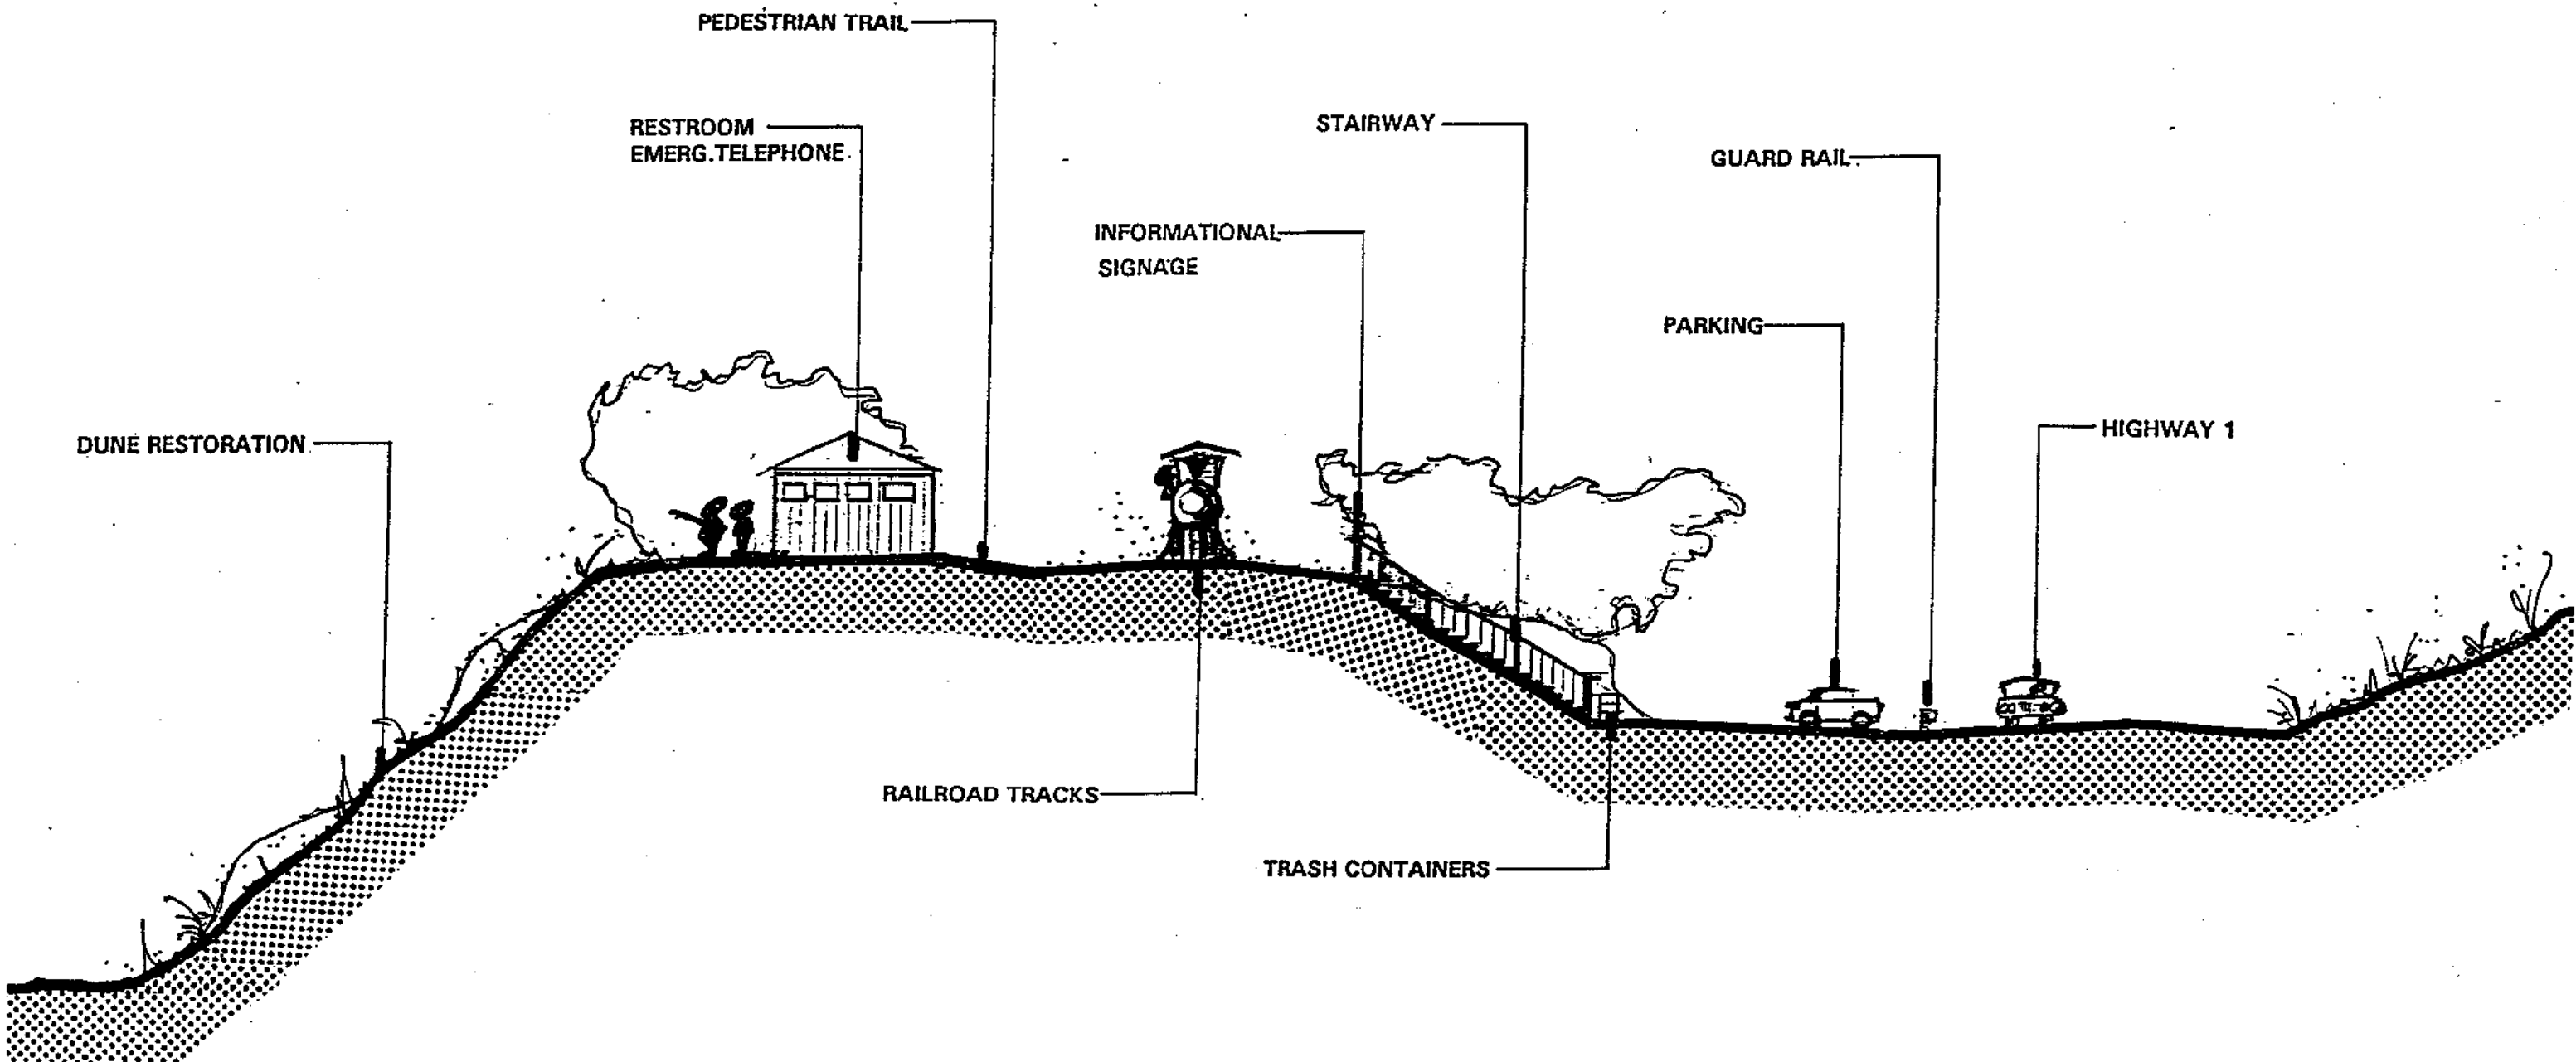 PEDESTRIAN TRAIL
RESTROOM
EMERG.TELEPHONE
STAIRWAY
GUARD RAIL
INFORMATIONAL
SIGNAGE
PARKING
DUNE RESTORATION
HIGHWAY 1
RAILROAD TRACKS
TRASH CONTAINERS